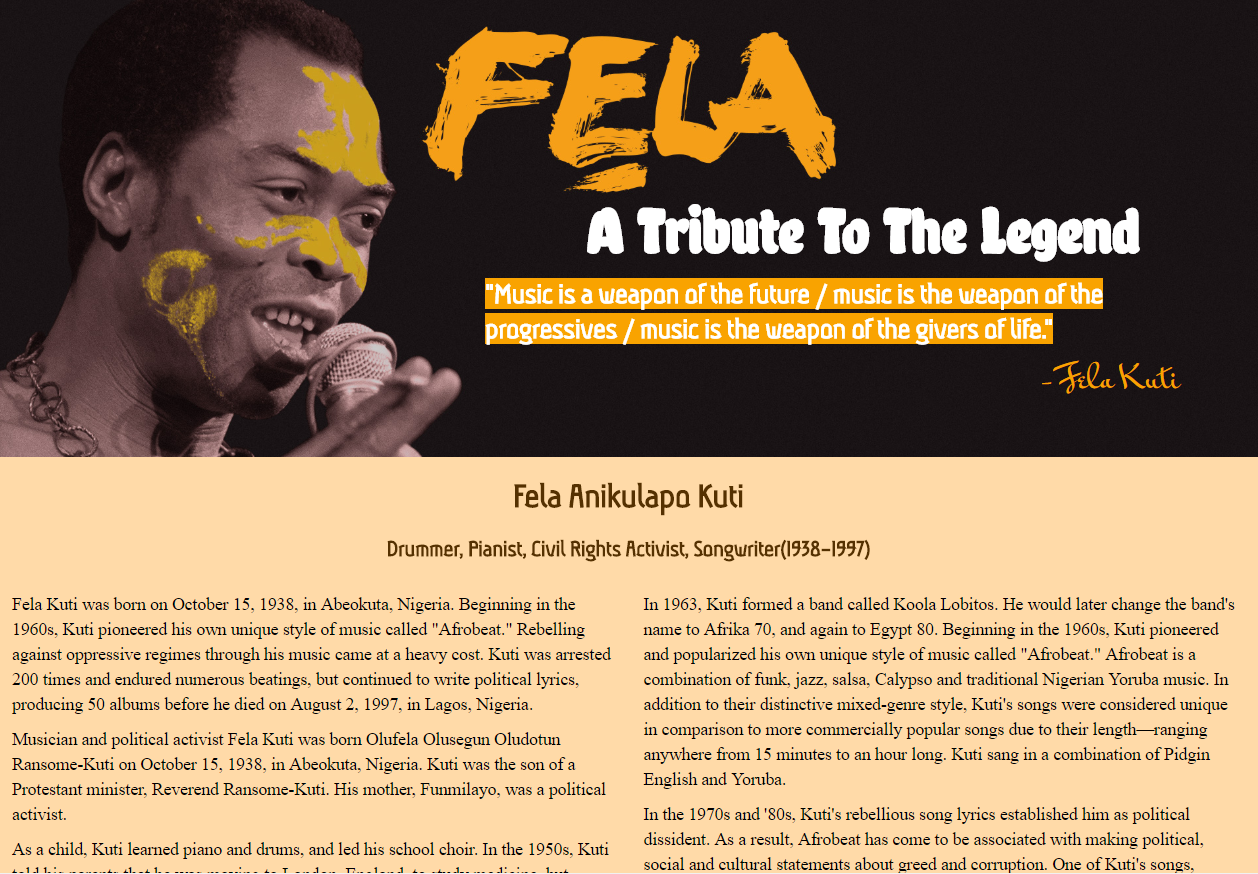 FELA
A Tribute To The Legend
"Music is a weapon of the future / music is the weapon of the
progressives / music is the weapon of the givers of life."
- Fela Kuti
Fela Anikulapo Kuti
Drummer, Pianist, Civil Rights Activist, Songwriter(1938-1997)
Fela Kuti was born on October 15, 1938, in Abeokuta, Nigeria. Beginning in the
1960s, Kuti pioneered his own unique style of music called "Afrobeat." Rebelling
against oppressive regimes through his music came at a heavy cost. Kuti was arrested
200 times and endured numerous beatings, but continued to write political lyrics,
producing 50 albums before he died on August 2, 1997, in Lagos, Nigeria.
Musician and political activist Fela Kuti was born Olufela Olusegun Oludotun
Ransome-Kuti on October 15, 1938, in Abeokuta, Nigeria. Kuti was the son of a
Protestant minister, Reverend Ransome-Kuti. His mother, Funmilayo, was a political
activist.
As a child, Kuti learned piano and drums, and led his school choir. In the 1950s, Kuti
told his parents that he was moving to London, England, to study medicine, but
In 1963, Kuti formed a band called Koola Lobitos. He would later change the band's
name to Afrika 70, and again to Egypt 80. Beginning in the 1960s, Kuti pioneered
and popularized his own unique style of music called "Afrobeat." Afrobeat is a
combination of funk, jazz, salsa, Calypso and traditional Nigerian Yoruba music. In
addition to their distinctive mixed-genre style, Kuti's songs were considered unique
in comparison to more commercially popular songs due to their length—ranging
anywhere from 15 minutes to an hour long. Kuti sang in a combination of Pidgin
English and Yoruba.
In the 1970s and '80s, Kuti's rebellious song lyrics established him as political
dissident. As a result, Afrobeat has come to be associated with making political,
social and cultural statements about greed and corruption. One of Kuti's songs,